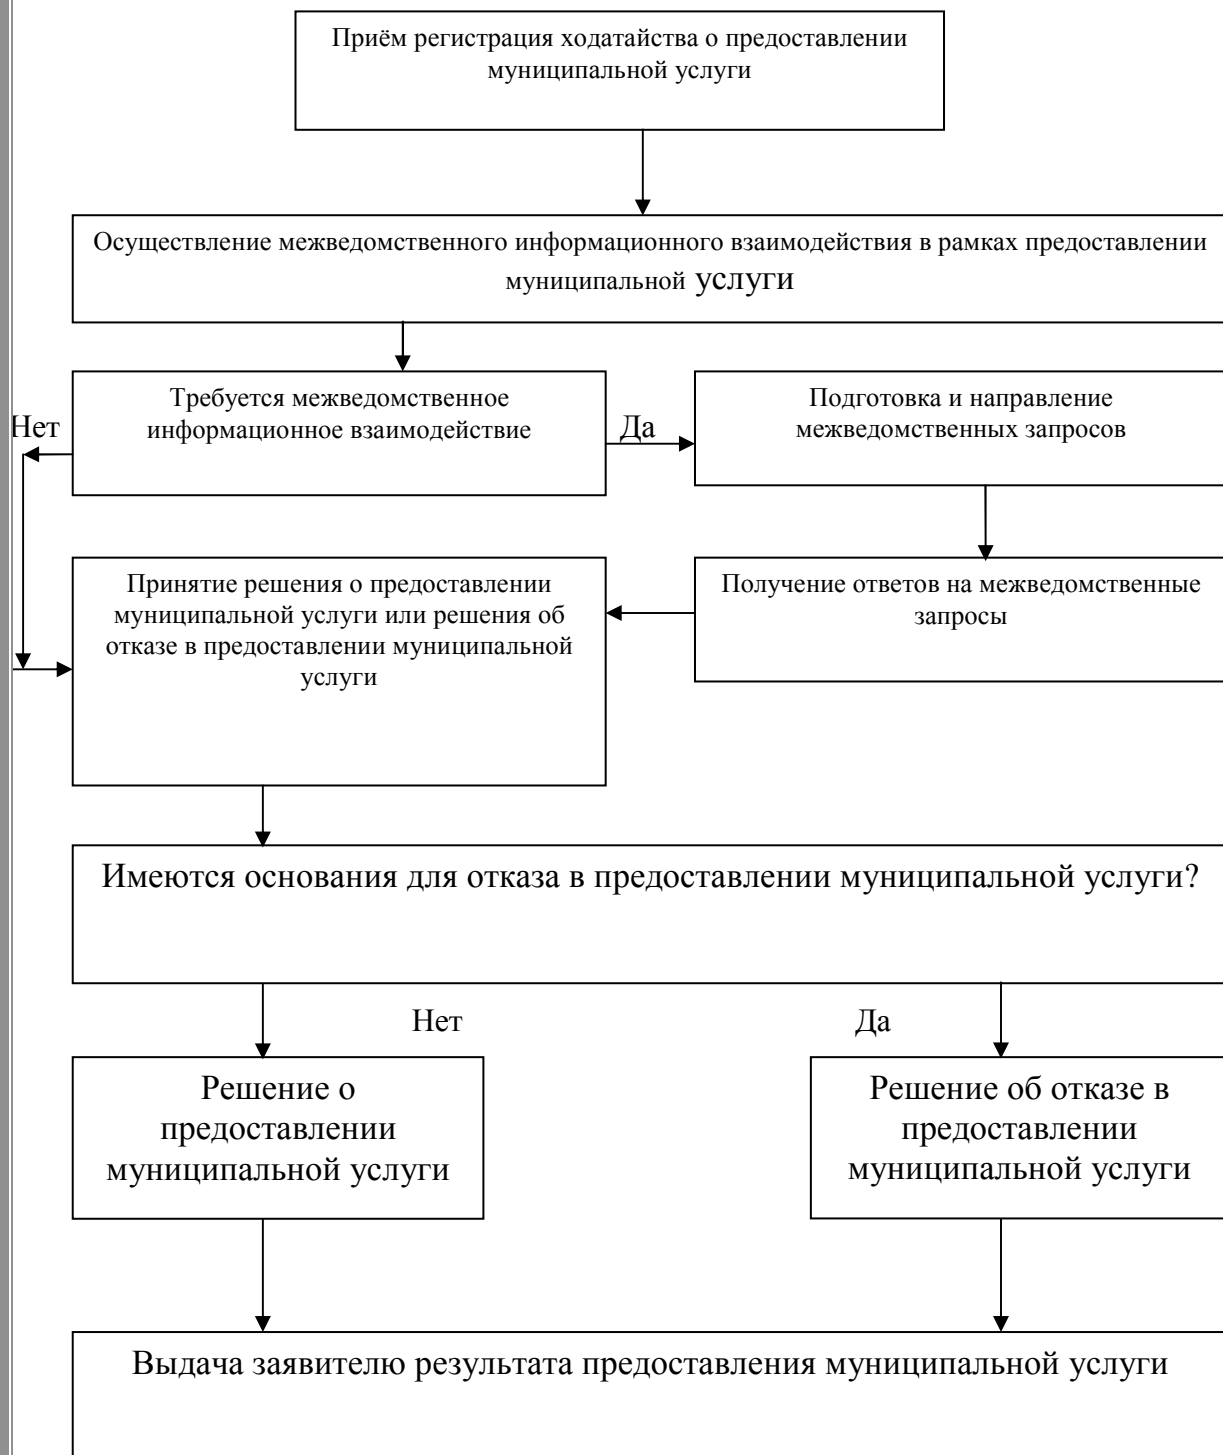 Приём регистрация ходатайства о предоставлении
муниципальной услуги
Осуществление межведомственного информационного взаимодействия в рамках предоставлении
муниципальной услуги
Требуется межведомственное
информационное взаимодействие
Нет
Да
Подготовка и направление
межведомственных запросов
Принятие решения о предоставлении
муниципальной услуги или решения об
отказе в предоставлении муниципальной
услуги
Получение ответов на межведомственные
запросы
Имеются основания для отказа в предоставлении муниципальной услуги?
Нет
Да
Решение о
предоставлении
муниципальной услуги
Решение об отказе в
предоставлении
муниципальной услуги
Выдача заявителю результата предоставления муниципальной услуги